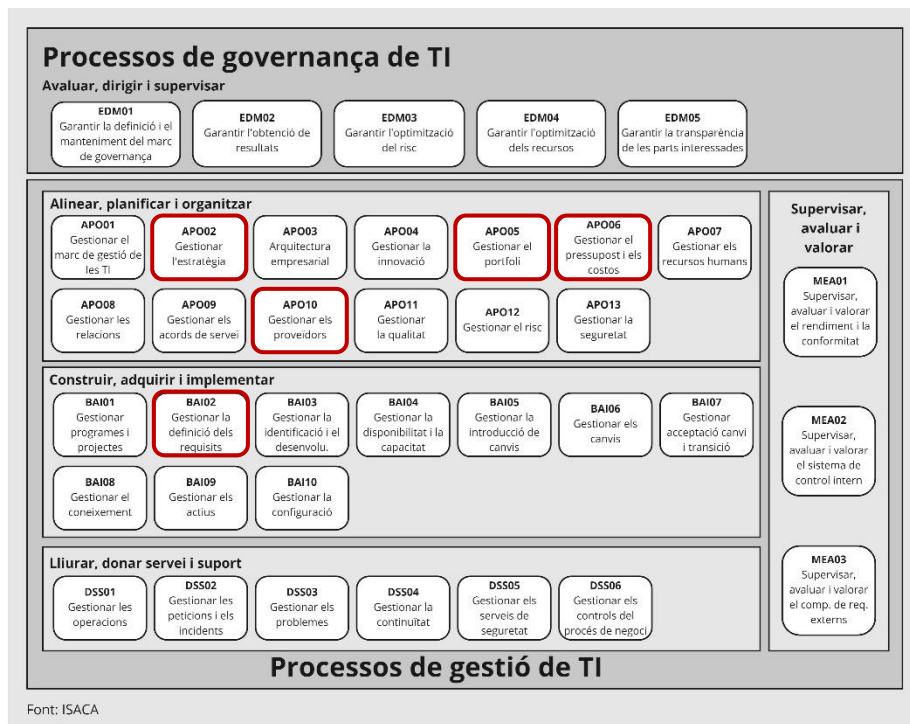 Processos de governança de TI
Avaluar, dirigir i supervisar
EDM01
Garantir la definició i el
manteniment del marc
de governança
EDM02
Garantir l'obtenció de
resultats
EDM03
Garantir l'optimització
del risc
EDM04
Garantir l'optimització
dels recursos
EDM05
Garantir la transparència
de les parts interessades
Alinear, planificar i organitzar
APO01
Gestionar el
marc de gestió de
les TI
APO02
Gestionar
l'estratègia
APO03
Arquitectura
empresarial
APO04
Gestionar la
innovació
APO05
Gestionar el
portfoli
APO06
Gestionar el
pressupost i els
costos
APO07
Gestionar els
recursos humans
APO08
Gestionar les
relacions
APO09
Gestionar els
acords de servei
APO10
Gestionar els
proveïdors
APO11
Gestionar
la qualitat
APO12
Gestionar el risc
APO13
Gestionar la
seguretat
Construir, adquirir i implementar
BAI01
Gestionar
programes i
projectes
BAI02
Gestionar la
definició dels
requisits
BAI03
Gestionar la
identificació i el
desenvolu.
BAI04
Gestionar la
disponibilitat i la
capacitat
BAI05
Gestionar la
introducció de
canvis
BAI06
Gestionar els
canvis
BAI07
Gestionar
acceptació canvi
i transició
BAI08
Gestionar el
coneixement
BAI09
Gestionar els
actius
BAI10
Gestionar la
configuració
Lliurar, donar servei i suport
DSS01
Gestionar les
operacions
DSS02
Gestionar les
peticions i els
incidents
DSS03
Gestionar els
problemes
DSS04
Gestionar la
continuïtat
DSS05
Gestionar els
serveis de
seguretat
DSS06
Gestionar els
controls del
procés de negoci
Supervisar,
avaluar i
valorar
MEA01
Supervisar,
avaluar i valorar
el rendiment i la
conformitat
MEA02
Supervisar,
avaluar i valorar
el sistema de
control intern
MEA03
Supervisar,
avaluar i valorar
el comp. de req.
externs
Processos de gestió de TI
Font: ISACA